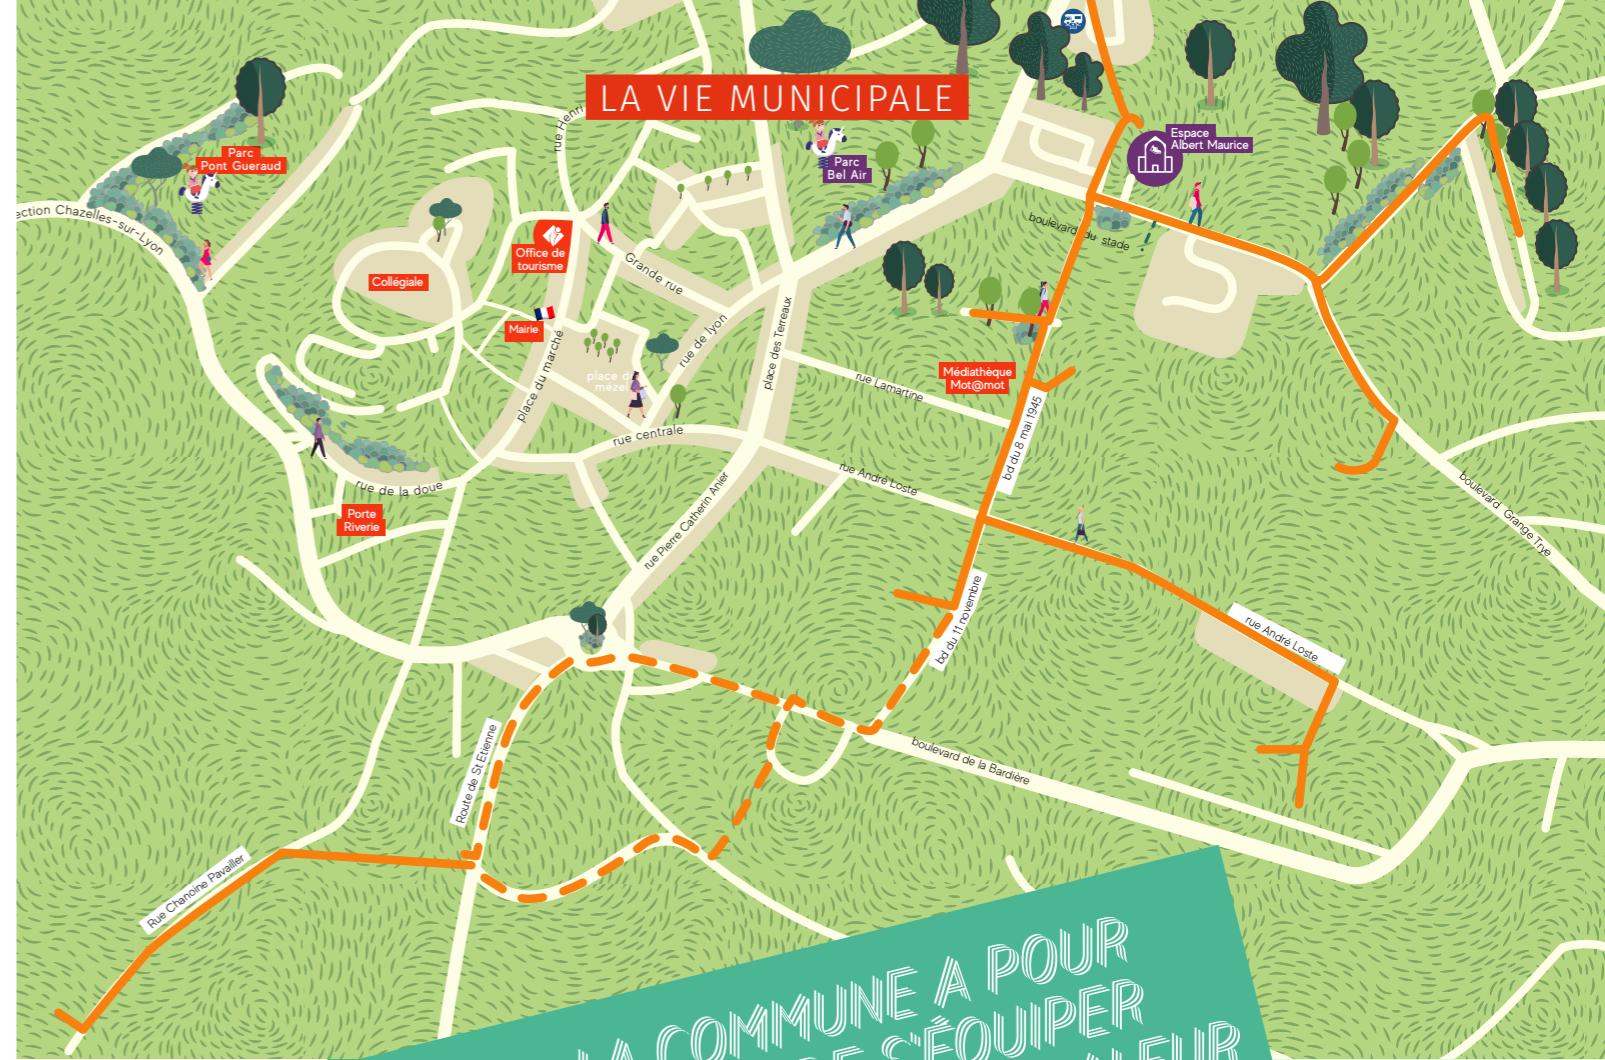 LA VIE MUNICIPALE
rue Henri
Espace
Albert Maurice
Parc
Pont Gueraud
Parc
Bel Air
ection Chazelles-sur-Lyon
boulevard du stade
Office de
tourisme
Grande rue
Collégiale
Mairie
place du marché
rue de lyon
place des Terreaux
place d
mézel
rue Lamartine
Médiathèque
Mot@mot
bd du 8 mai 1945
rue centrale
rue André Loste
rue de la doue
Porte
Riverie
rue Pierre Catherin Anier
boulevard Grange Trye
bd du 11 novembre
rue André Loste
Route de St Etienne
boulevard de la Bardière
Rue Chanoine Pavailler
LA COMMUNE A POUR
S'ÉQUIPER